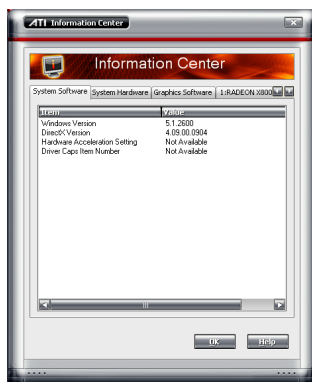 ATI Information Center
Information Center
System Software System Hardware Graphics Software 1:RADEON X800
Item Value
Windows Version 5.1.2600
DirectX Version 4.09.00.0904
Hardware Acceleration Setting Not Available
Driver Caps Item Number Not Available
OK Help